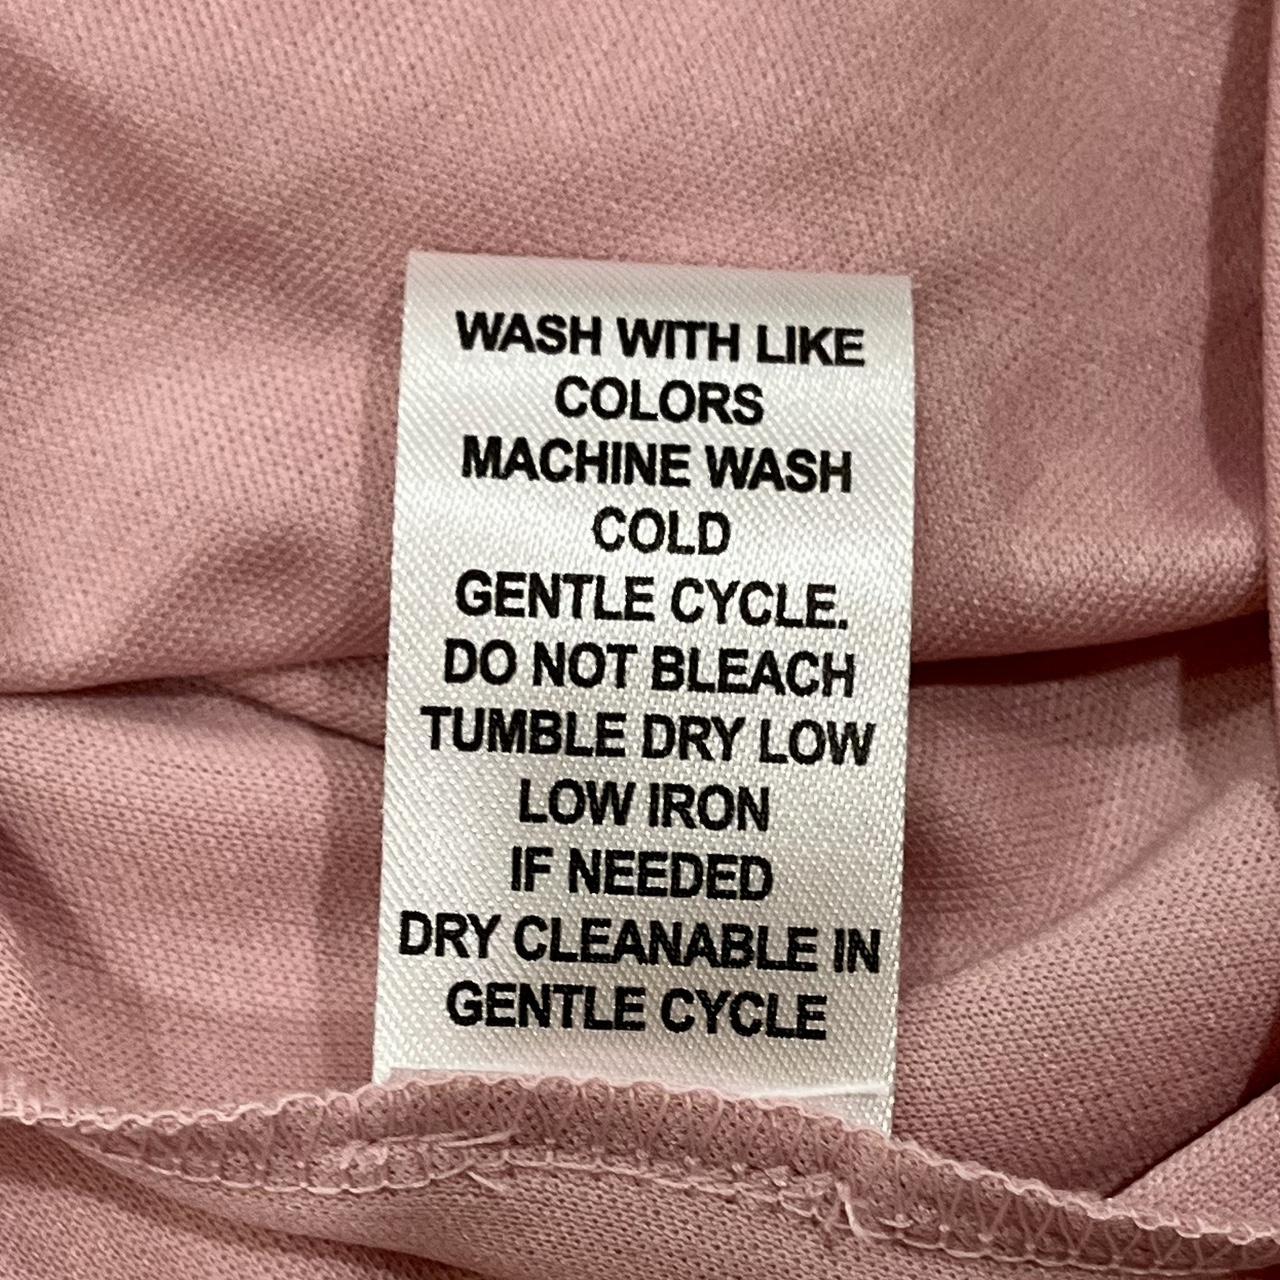 WASH WITH LIKE
COLORS
MACHINE WASH
COLD
GENTLE CYCLE.
DO NOT BLEACH
TUMBLE DRY LOW
LOW IRON
IF NEEDED
DRY CLEANABLE IN
GENTLE CYCLE